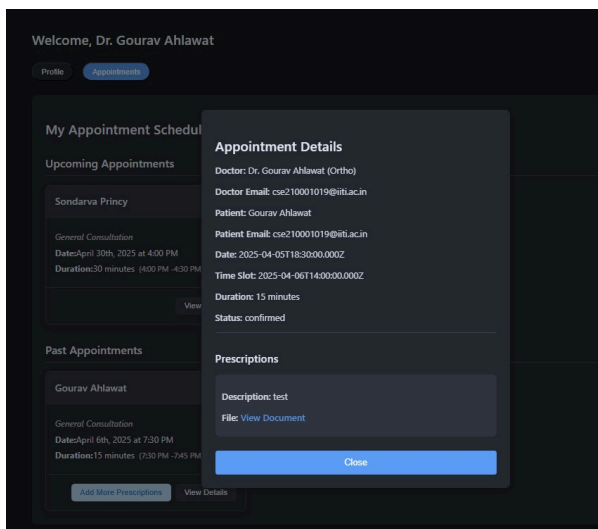 Welcome, Dr. Gourav Ahlawat
Profile
Appointments
My Appointment Schedul
Upcoming Appointments
Sondarva Princy
General Consultation
Date:April 30th, 2025 at 4:00 PM
Duration:30 minutes (4:00 PM -4:30 PM
View
Past Appointments
Gourav Ahlawat
General Consultation
Date:April 6th, 2025 at 7:30 PM
Duration:15 minutes (7:30 PM -7:45 PM
Add More Prescriptions
View Details
Appointment Details
Doctor: Dr. Gourav Ahlawat (Ortho)
Doctor Email: cse210001019@iiti.ac.in
Patient: Gourav Ahlawat
Patient Email: cse210001019@iiti.ac.in
Date: 2025-04-05T18:30:00.000Z
Time Slot: 2025-04-06T14:00:00.000Z
Duration: 15 minutes
Status: confirmed
Prescriptions
Description: test
File: View Document
Close